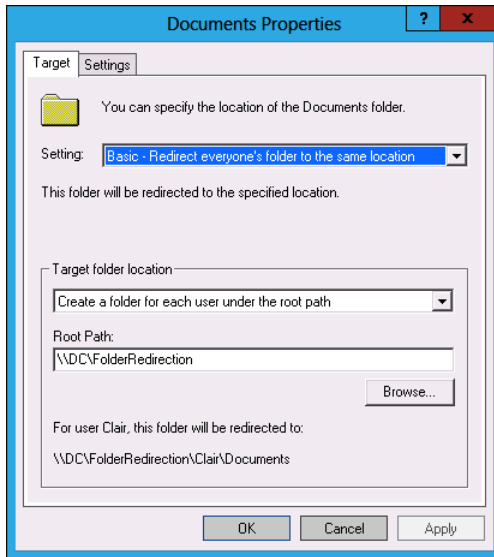 Documents Properties
?
x
Target
Settings
You can specify the location of the Documents folder.
Setting:
Basic - Redirect everyone's folder to the same location
This folder will be redirected to the specified location.
Target folder location
Create a folder for each user under the root path
Root Path:
\\DC\FolderRedirection
Browse...
For user Clair, this folder will be redirected to:
\\DC\FolderRedirection\Clair\Documents
OK
Cancel
Apply